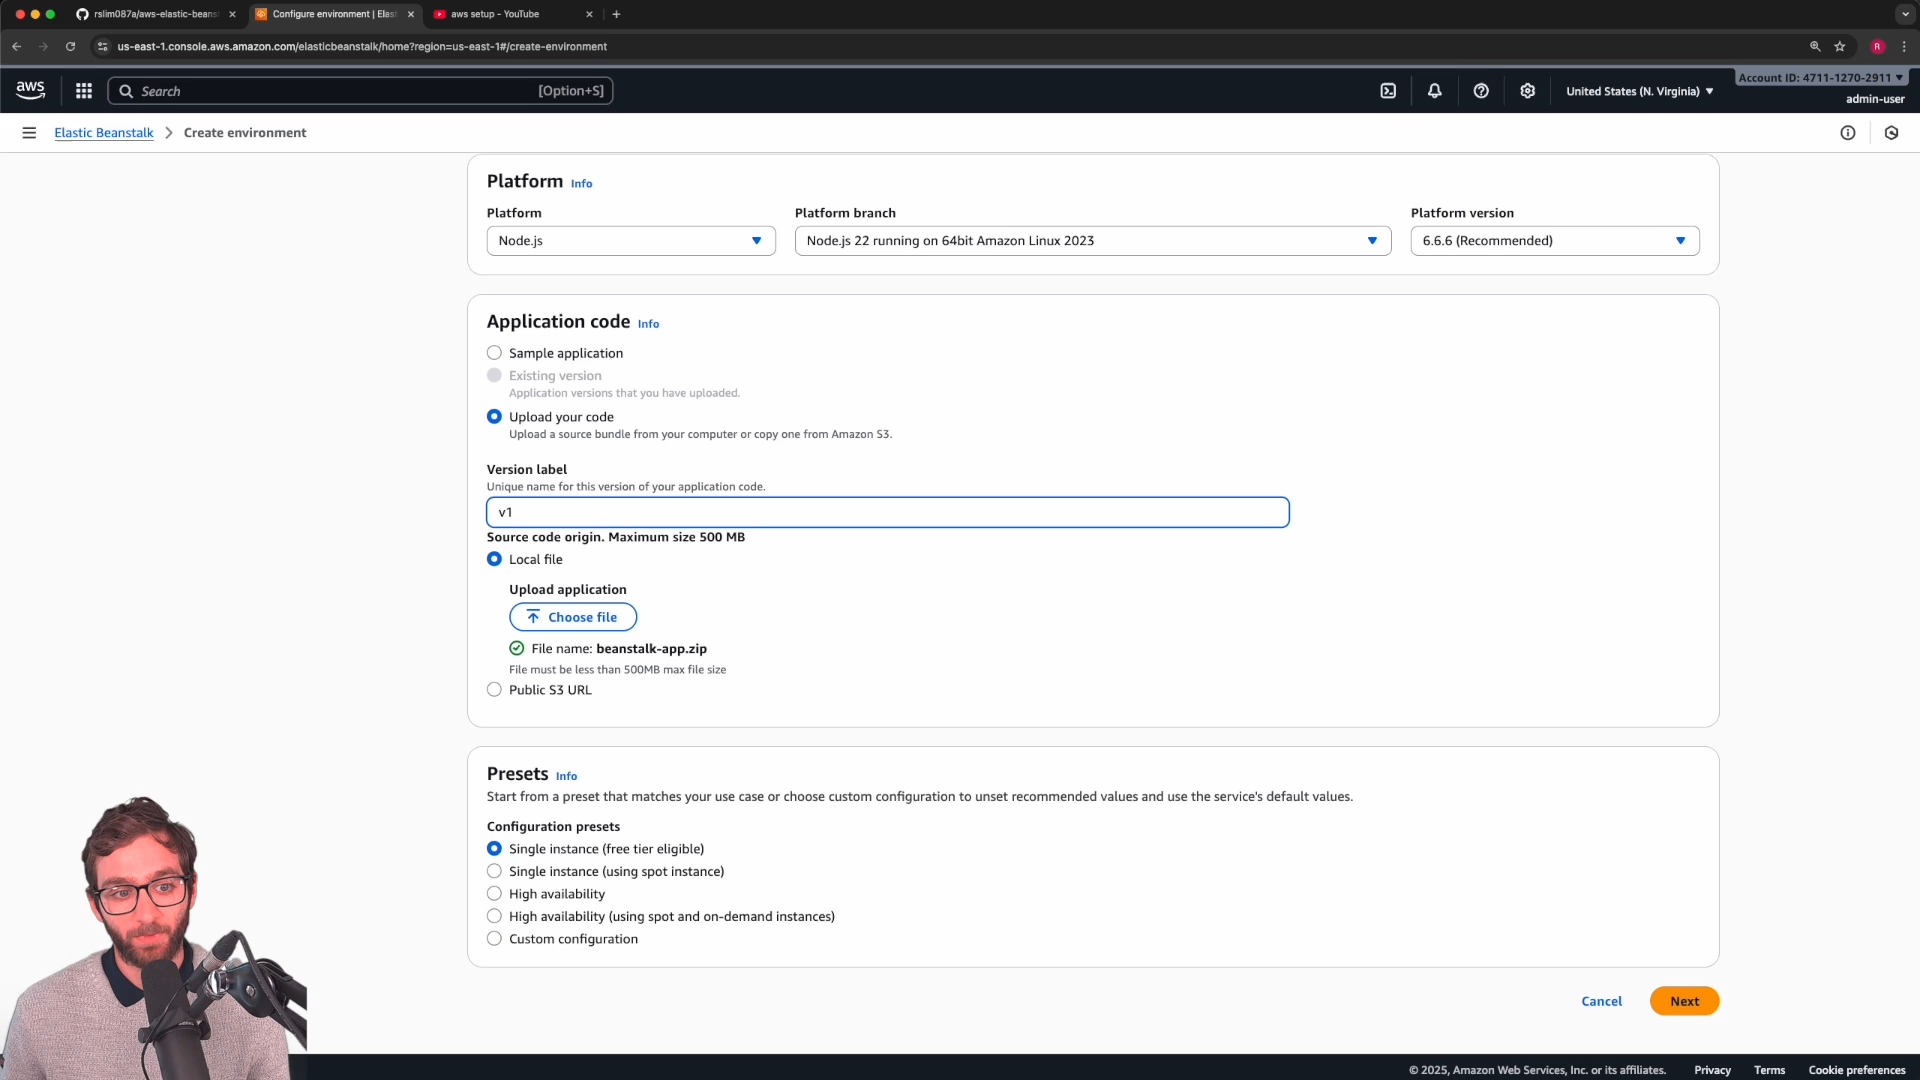 rslim087a/aws-elastic-beans
Configure environment | Elas
aws setup - YouTube
us-east-1.console.aws.amazon.com/elasticbeanstalk/home?region=us-east-1#/create-environment
R
aws
Search
[Option+S]
United States (N. Virginia)
Account ID: 4711-1270-2911
admin-user
Elastic Beanstalk
Create environment
Platform Info
Platform
Platform branch
Platform version
Node.js
Node.js 22 running on 64bit Amazon Linux 2023
6.6.6 (Recommended)
Application code Info
Sample application
Existing version
Application versions that you have uploaded.
Upload your code
Upload a source bundle from your computer or copy one from Amazon S3.
Version label
Unique name for this version of your application code.
v1
Source code origin. Maximum size 500 MB
Local file
Upload application
Choose file
File name: beanstalk-app.zip
File must be less than 500MB max file size
Public S3 URL
Presets Info
Start from a preset that matches your use case or choose custom configuration to unset recommended values and use the service's default values.
Configuration presets
Single instance (free tier eligible)
Single instance (using spot instance)
High availability
High availability (using spot and on-demand instances)
Custom configuration
Cancel
Next
© 2025, Amazon Web Services, Inc. or its affiliates.
Privacy
Terms
Cookie preferences